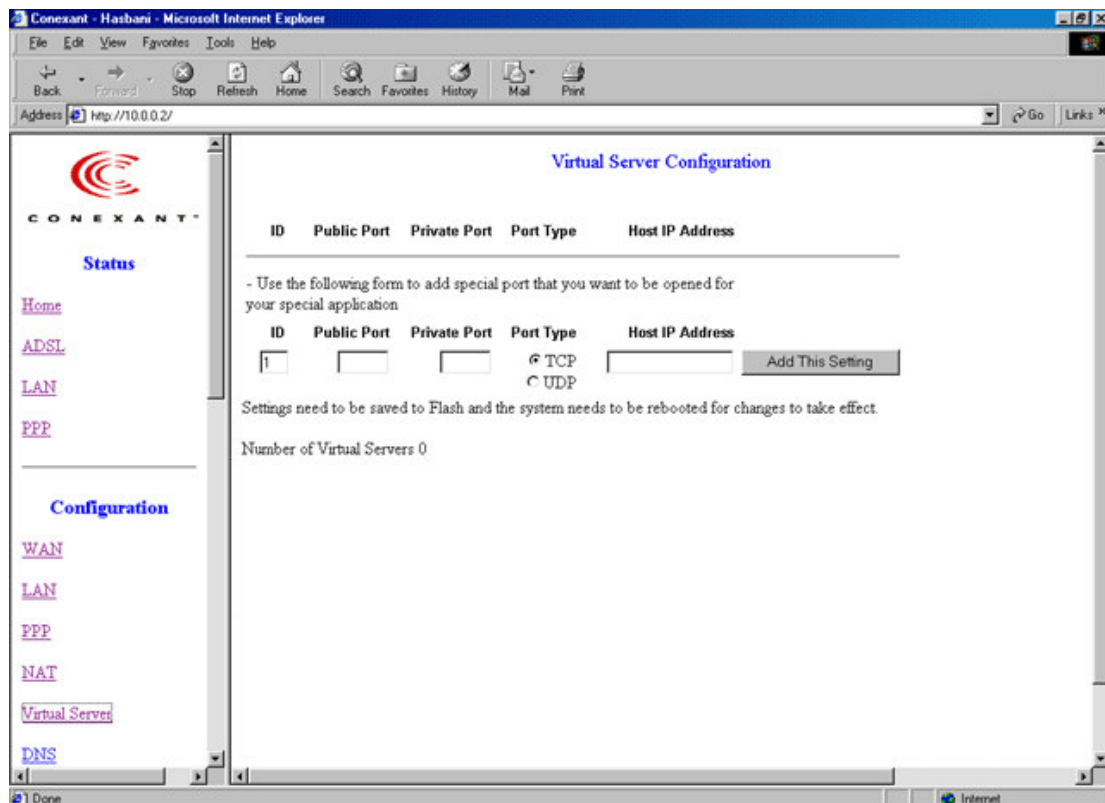 Conexant - Hasbani - Microsoft Internet Explorer
File Edit View Favorites Tools Help
Back Forward Stop Refresh Home Search Favorites History Mail Print
Address http://10.0.0.2/ Go Links »
CONEXANT™
Status
Home
ADSL
LAN
PPP
Configuration
WAN
LAN
PPP
NAT
Virtual Server
DNS
Virtual Server Configuration
ID Public Port Private Port Port Type Host IP Address
- Use the following form to add special port that you want to be opened for
your special application
ID Public Port Private Port Port Type Host IP Address
1 TCP Add This Setting
UDP
Settings need to be saved to Flash and the system needs to be rebooted for changes to take effect.
Number of Virtual Servers 0
Done Internet